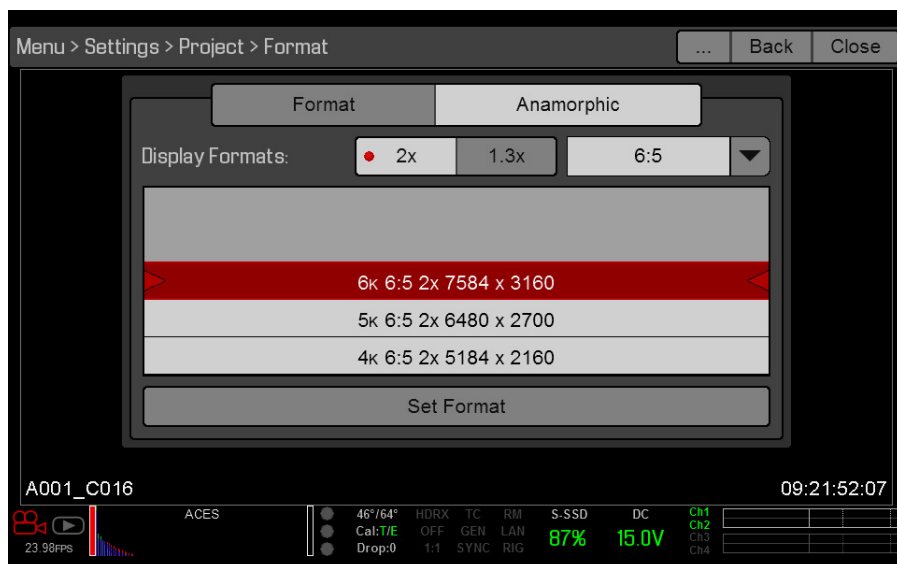 Menu > Settings > Project > Format
... Back Close
Format Anamorphic
Display Formats: 2x 1.3x 6:5
6K 6:5 2x 7584 x 3160
5K 6:5 2x 6480 x 2700
4K 6:5 2x 5184 x 2160
Set Format
A001_C016 09:21:52:07
ACES 46°/64° HDRX TC RM S-SSD DC Ch1
Cal:T/E OFF GEN LAN 87% 15.0V Ch2
23.98FPS Drop:0 1:1 SYNC RIG Ch3
Ch4